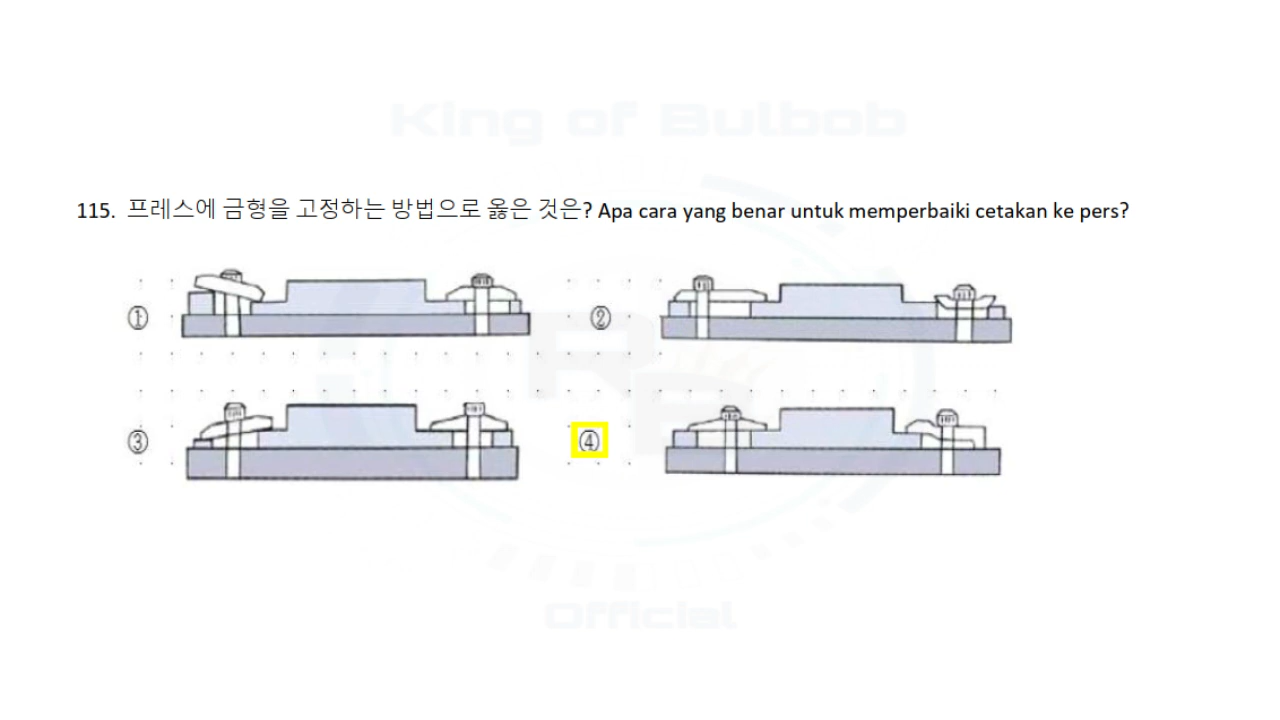 King of Bulbob
115. 프레스에 금형을 고정하는 방법으로 옳은 것은? Apa cara yang benar untuk memperbaiki cetakan ke pers?
① ②
③ ④
Official